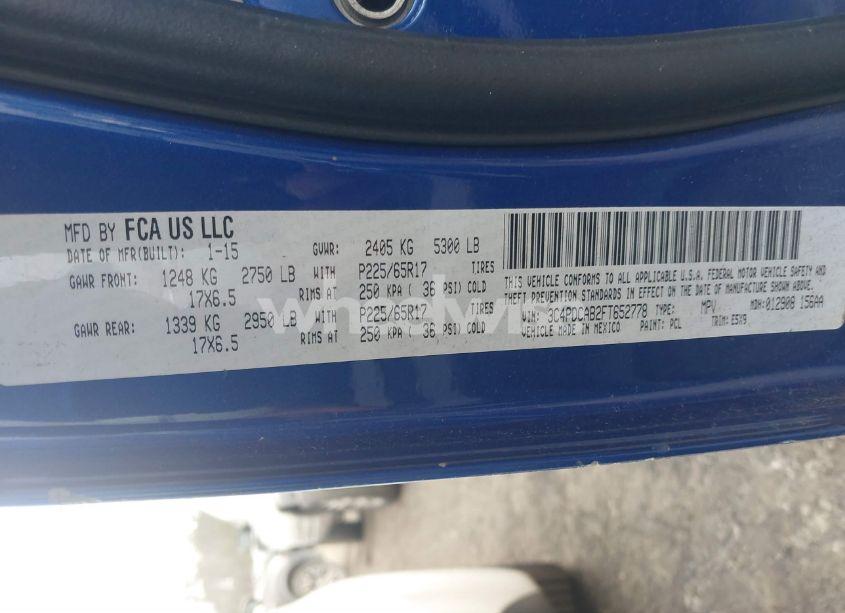 MFD BY FCA US LLC
DATE OF MFR(BUILT): 1-15 GVWR: 2405 KG 5300 LB
GAWR FRONT: 1248 KG 2750 LB WITH P225/65R17 TIRES
17X6.5 RIMS AT 250 KPA ( 36 PSI) COLD
GAWR REAR: 1339 KG 2950 LB WITH P225/65R17 TIRES
17X6.5 RIMS AT 250 KPA ( 36 PSI) COLD
THIS VEHICLE CONFORMS TO ALL APPLICABLE U.S.A. FEDERAL MOTOR VEHICLE SAFETY AND
THEFT PREVENTION STANDARDS IN EFFECT ON THE DATE OF MANUFACTURE SHOWN ABOVE.
VIN: 3C4PDCAB2FT652778 TYPE: MPV MDH: 012908 156AA
VEHICLE MADE IN MEXICO PAINT: PCL TRIM: E5X9